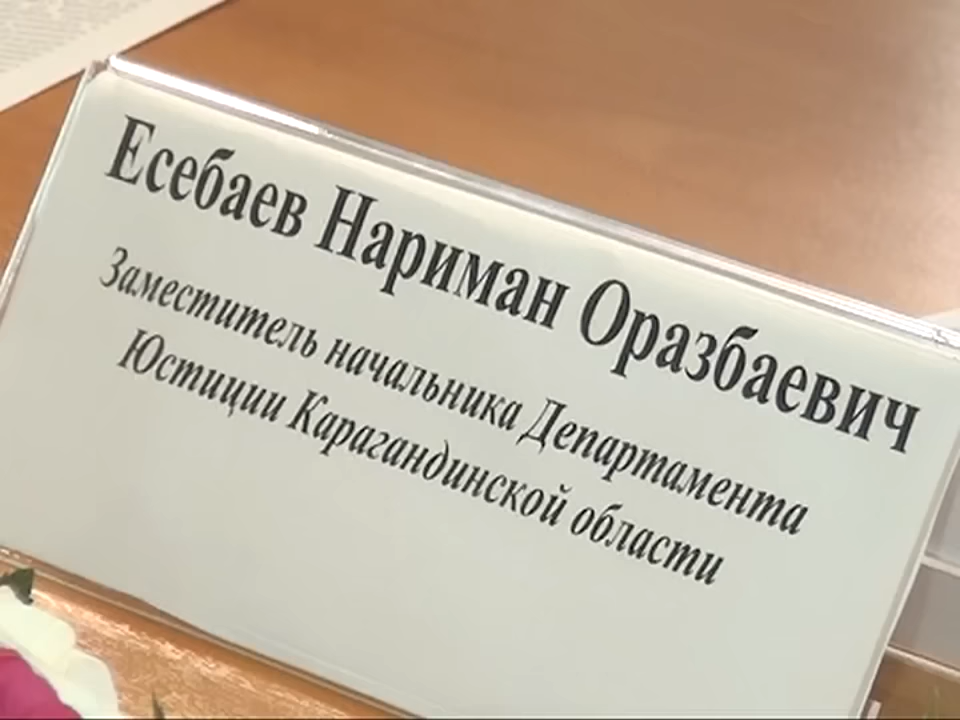 Есебаев Нариман Оразбаевич
Заместитель начальника Департамента
Юстиции Карагандинской области